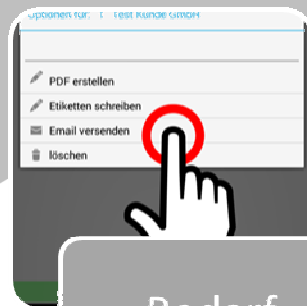 Optionen für: 1 Test Kunde GmbH
PDF erstellen
Etiketten schreiben
Email versenden
löschen
Bedarf